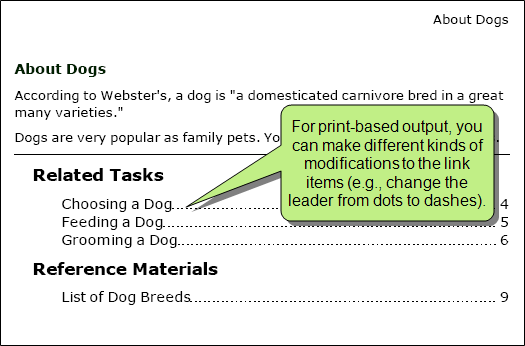 About Dogs
About Dogs
According to Webster's, a dog is "a domesticated carnivore bred in a great
many varieties."
Dogs are very popular as family pets. Yo
For print-based output, you
can make different kinds of
modifications to the link
items (e.g., change the
leader from dots to dashes).
Related Tasks
Choosing a Dog 4
Feeding a Dog 5
Grooming a Dog 6
Reference Materials
List of Dog Breeds 9